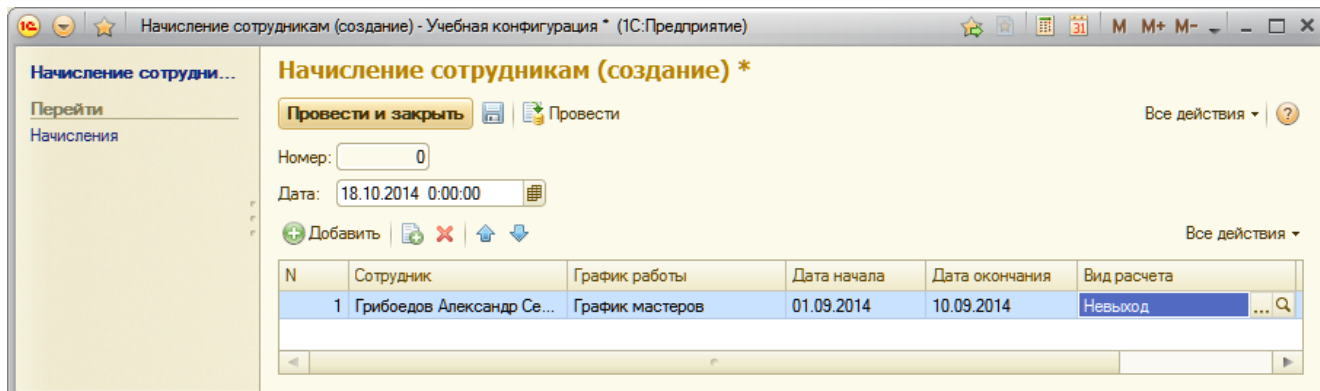 Начисление сотрудникам (создание) - Учебная конфигурация * (1С:Предприятие)
31 M M+ M-
Начисление сотрудни...
Перейти
Начисления
Начисление сотрудникам (создание) *
Провести и закрыть Провести Все действия ?
Номер: 0
Дата: 18.10.2014 0:00:00
Добавить Все действия
N Сотрудник График работы Дата начала Дата окончания Вид расчета
1 Грибоедов Александр Се... График мастеров 01.09.2014 10.09.2014 Невыход ...